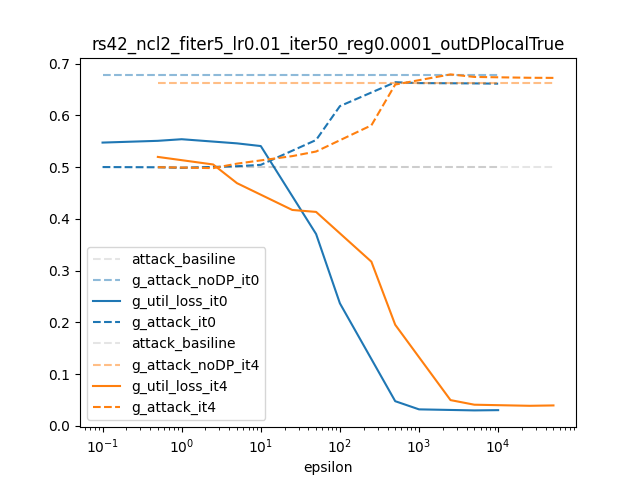 rs42_ncl2_fiter5_lr0.01_iter50_reg0.0001_outDPlocalTrue
0.7
0.6
0.5
0.4
0.3
0.2
0.1
0.0
attack_basiline
g_attack_noDP_it0
g_util_loss_it0
g_attack_it0
attack_basiline
g_attack_noDP_it4
g_util_loss_it4
g_attack_it4
10⁻¹ 10⁰ 10¹ 10² 10³ 10⁴
epsilon